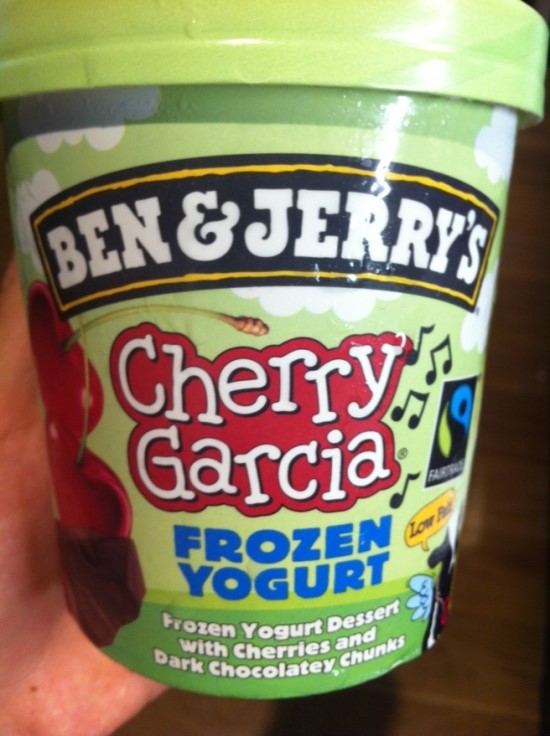 BEN & JERRY'S
Cherry
Garcia®
FAIRTRADE
Low Fat
FROZEN
YOGURT
Frozen Yogurt Dessert
with Cherries and
Dark Chocolatey Chunks